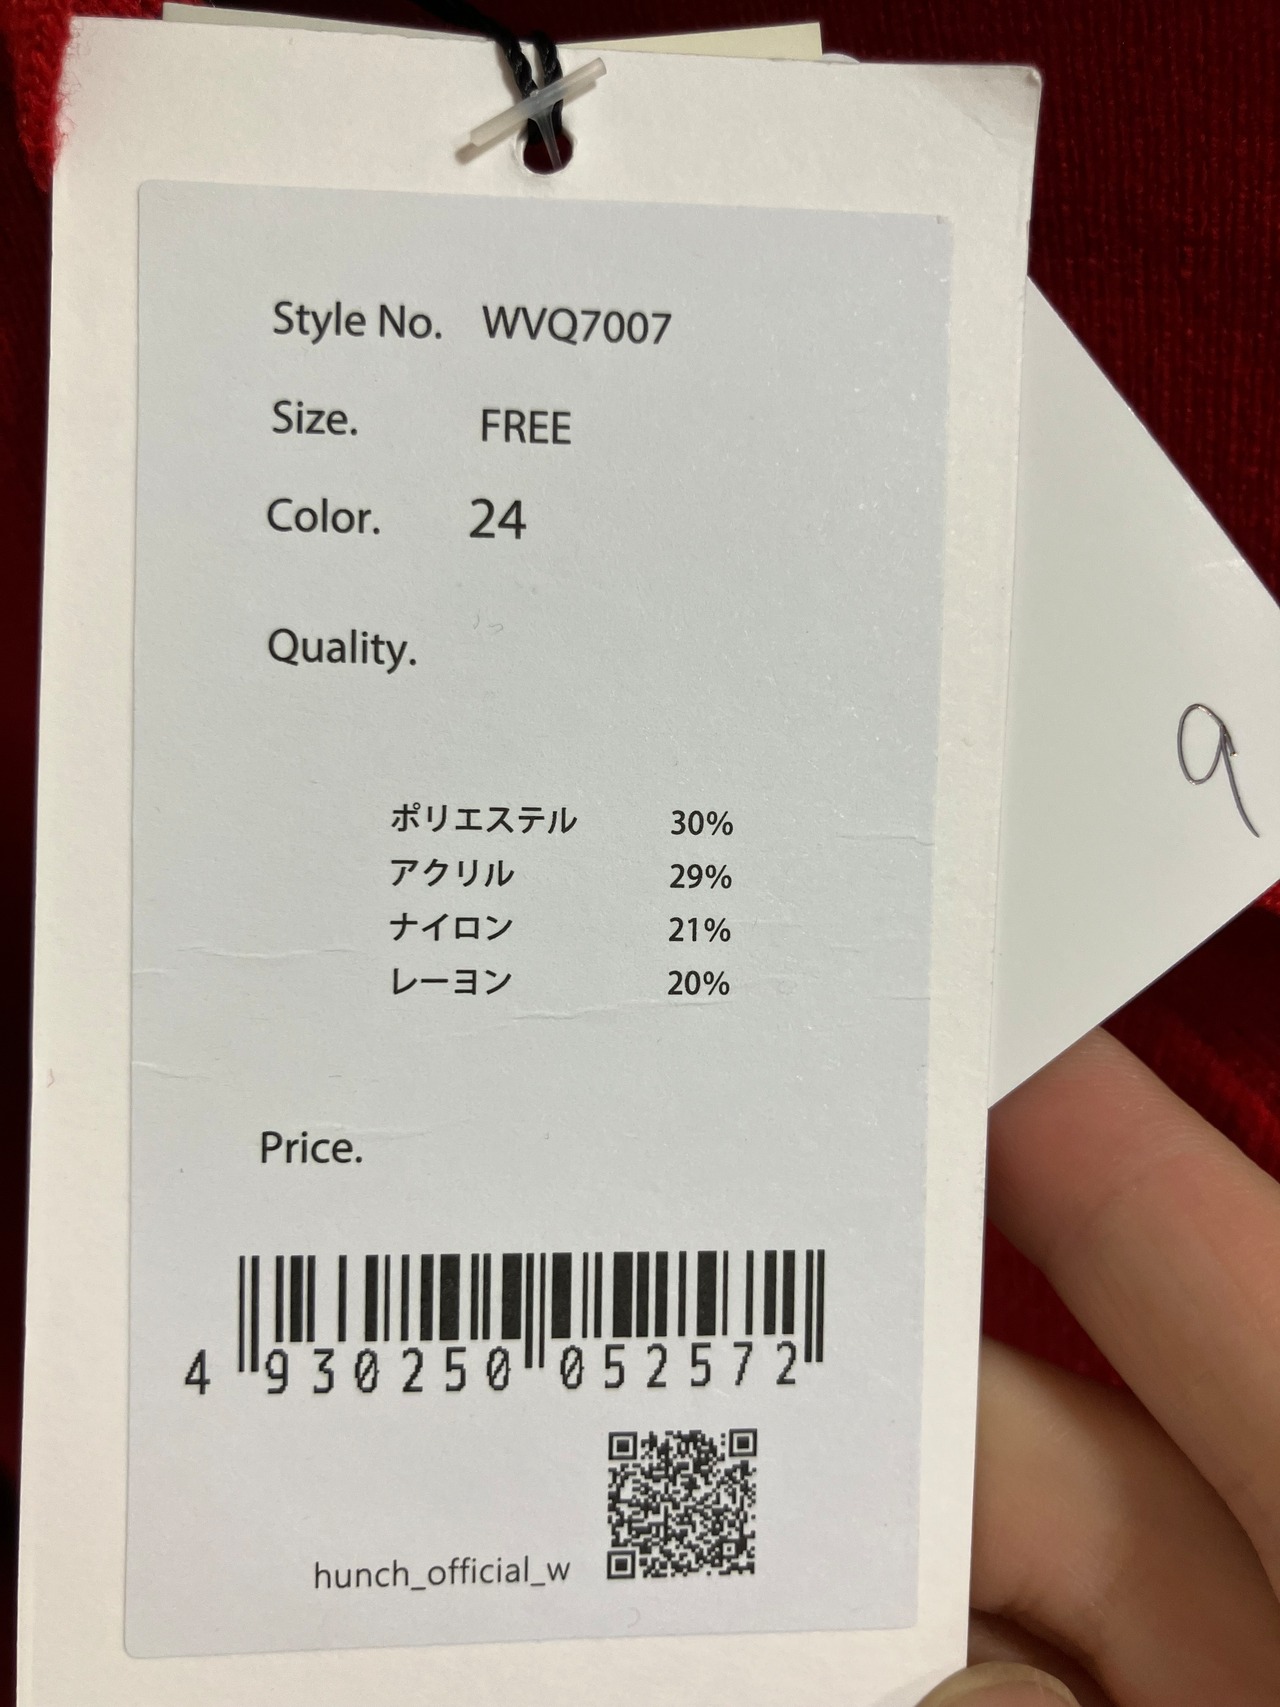 Style No. WVQ7007
Size. FREE
Color. 24
Quality.
ポリエステル 30%
アクリル 29%
ナイロン 21%
レーヨン 20%
Price.
4 930250 052572
hunch_official_w
9